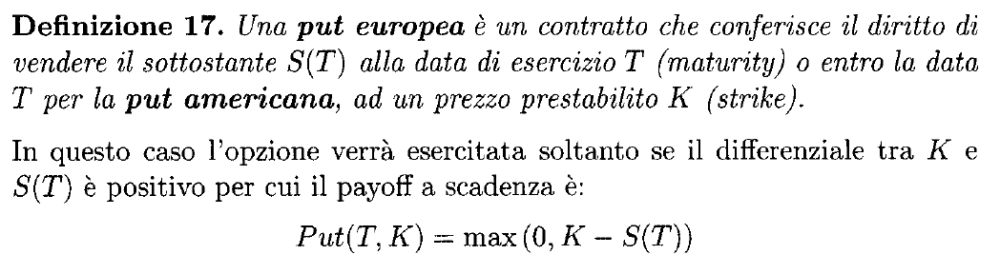 Definizione 17. Una put europea è un contratto che conferisce il diritto di
vendere il sottostante S(T) alla data di esercizio T (maturity) o entro la data
T per la put americana, ad un prezzo prestabilito K (strike).
In questo caso l'opzione verrà esercitata soltanto se il differenziale tra K e
S(T) è positivo per cui il payoff a scadenza è:
Put(T, K) = max (0, K − S(T))